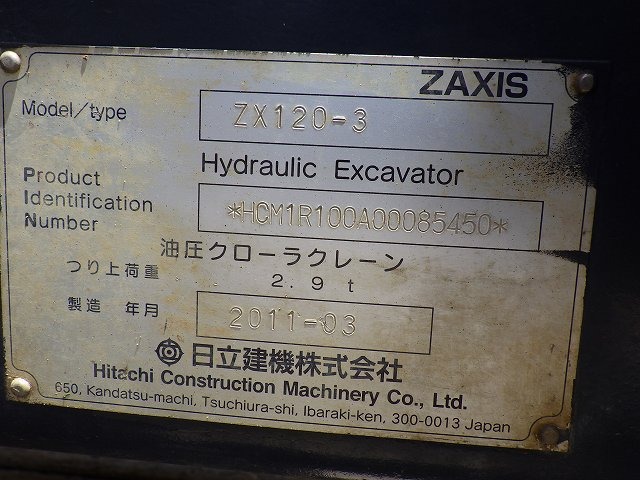 ZAXIS
Model/type ZX120-3
Hydraulic Excavator
Product
Identification
Number
*HCM1R100A00085450*
油圧クローラクレーン
つり上荷重 2.9 t
製造 年月 2011-03
日立建機株式会社
Hitachi Construction Machinery Co., Ltd.
650, Kandatsu-machi, Tsuchiura-shi, Ibaraki-ken, 300-0013 Japan